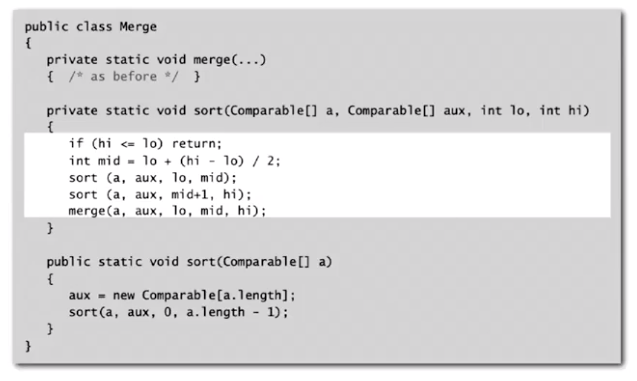 public class Merge
{
private static void merge(...)
{ /* as before */ }
private static void sort(Comparable[] a, Comparable[] aux, int lo, int hi)
{
if (hi <= lo) return;
int mid = lo + (hi - lo) / 2;
sort (a, aux, lo, mid);
sort (a, aux, mid+1, hi);
merge(a, aux, lo, mid, hi);
}
public static void sort(Comparable[] a)
{
aux = new Comparable[a.length];
sort(a, aux, 0, a.length - 1);
}
}